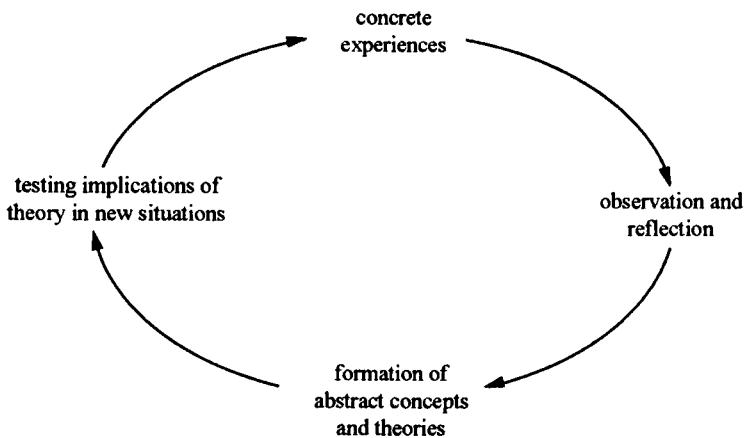 concrete
experiences
observation and
reflection
formation of
abstract concepts
and theories
testing implications of
theory in new situations